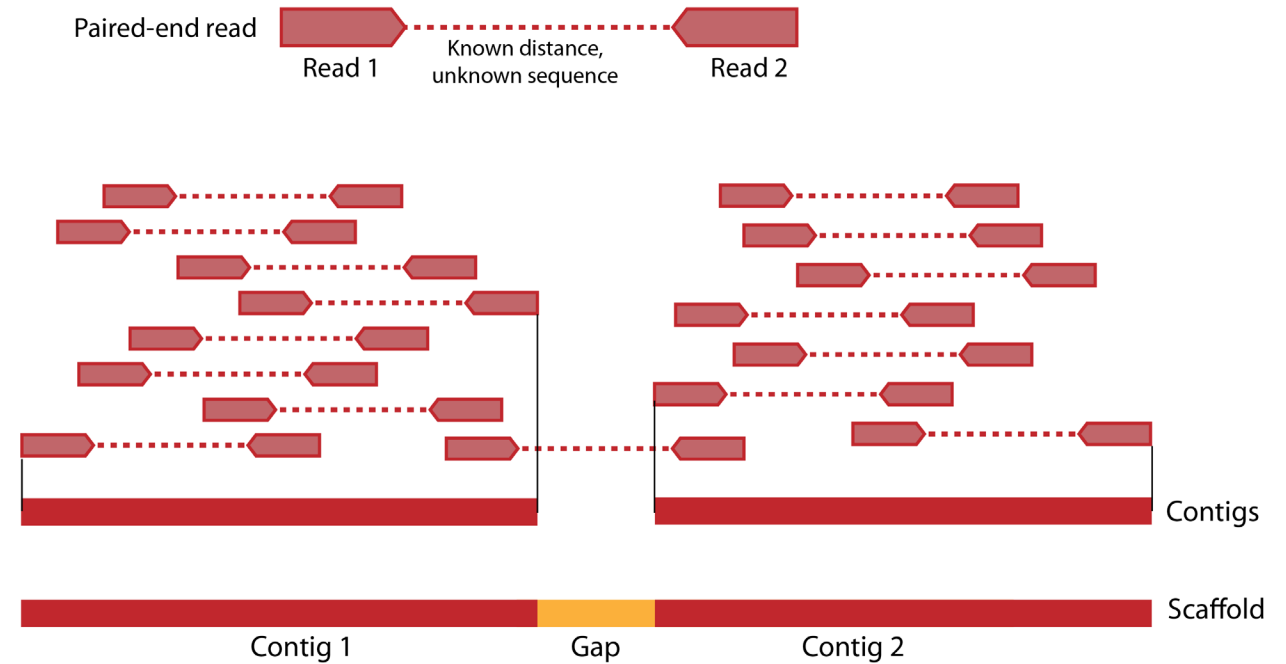 Paired-end read
Known distance,
unknown sequence
Read 1
Read 2
Contigs
Scaffold
Contig 1
Gap
Contig 2